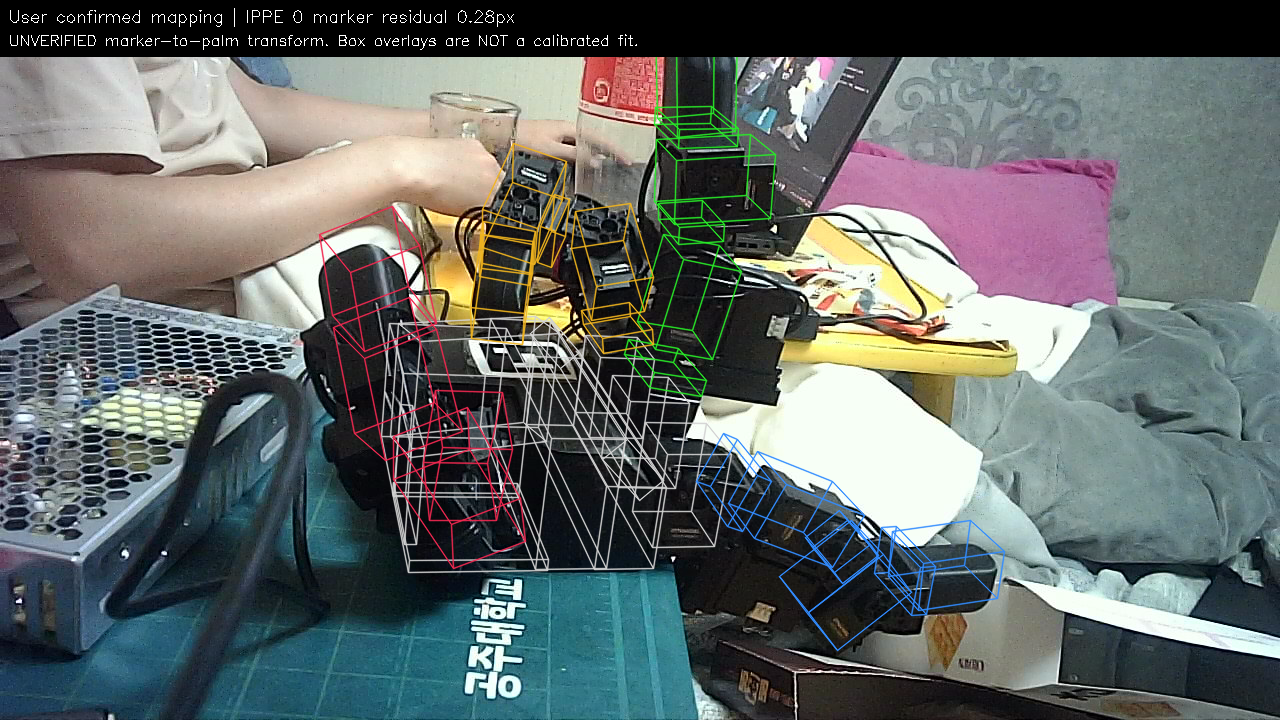 User confirmed mapping | IPPE 0 marker residual 0.28px
UNVERIFIED marker-to-palm transform. Box overlays are NOT a calibrated fit.
공주대학교